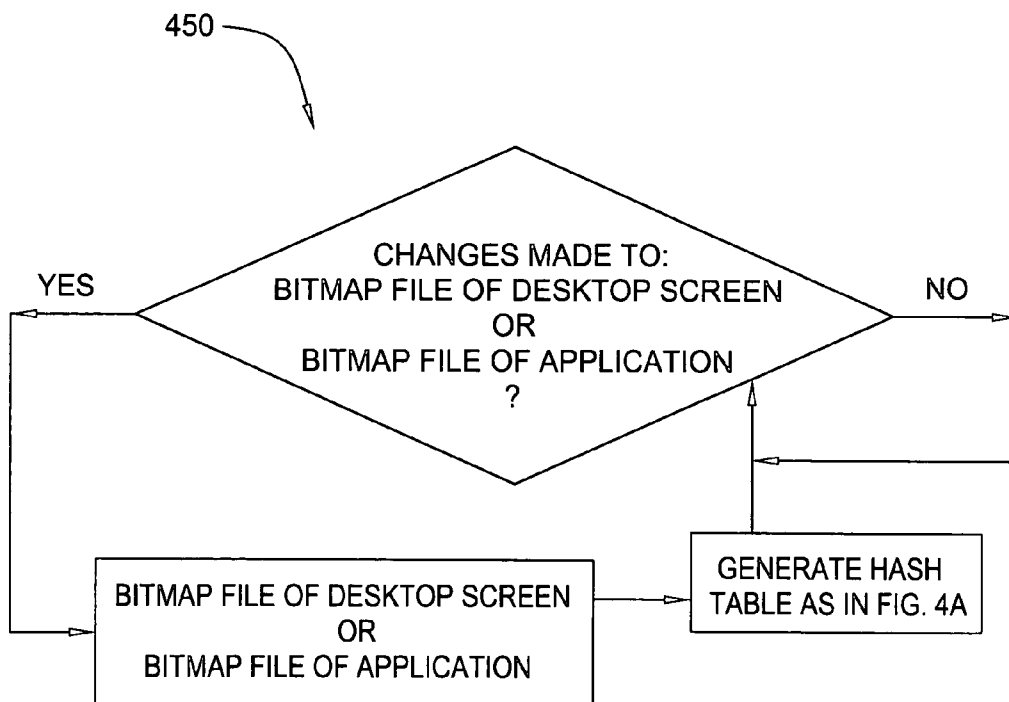 450
CHANGES MADE TO:
BITMAP FILE OF DESKTOP SCREEN
OR
BITMAP FILE OF APPLICATION
?
YES
NO
BITMAP FILE OF DESKTOP SCREEN
OR
BITMAP FILE OF APPLICATION
GENERATE HASH
TABLE AS IN FIG. 4A